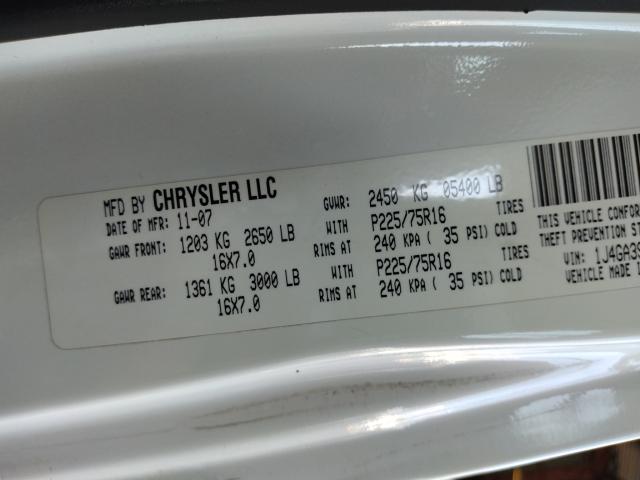 MFD BY CHRYSLER LLC
DATE OF MFR: 11-07 GVWR: 2450 KG 05400 LB
GAWR FRONT: 1203 KG 2650 LB WITH P225/75R16 TIRES
16X7.0 RIMS AT 240 KPA ( 35 PSI) COLD
GAWR REAR: 1361 KG 3000 LB WITH P225/75R16 TIRES
16X7.0 RIMS AT 240 KPA ( 35 PSI) COLD
THIS VEHICLE CONFOR
THEFT PREVENTION ST
VIN: 1J4GA3
VEHICLE MADE